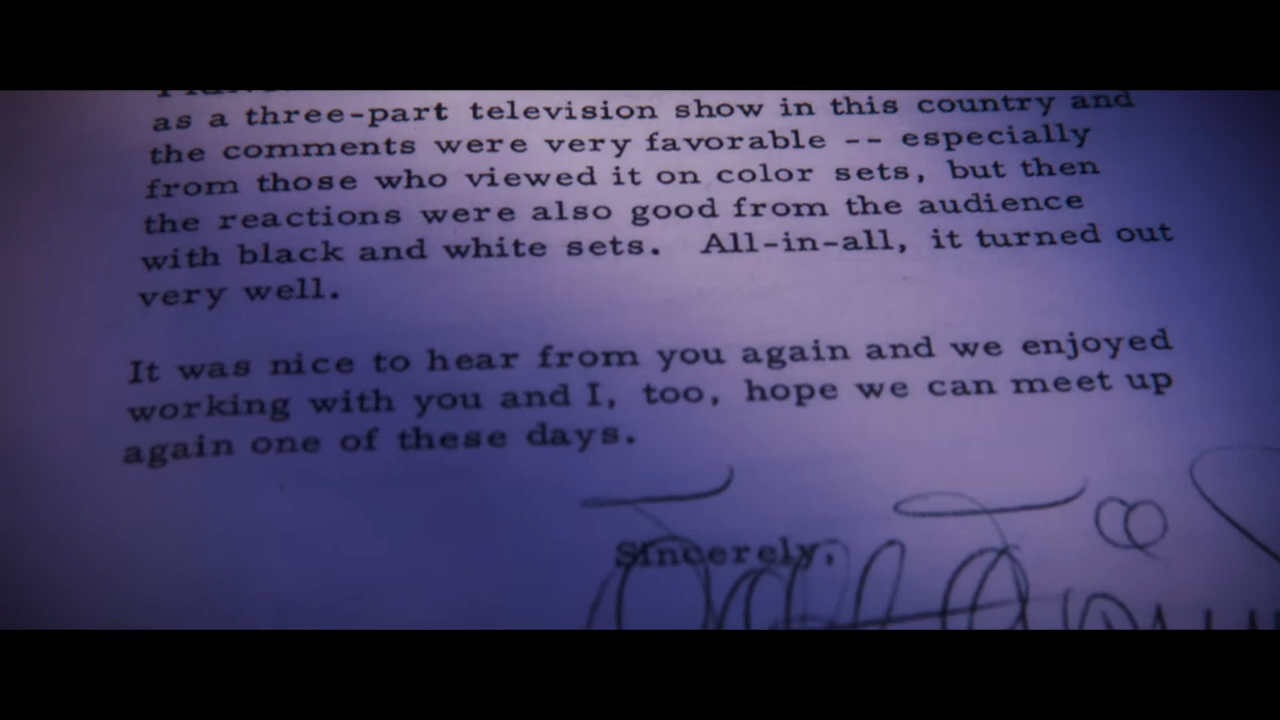 as a three-part television show in this country and
the comments were very favorable -- especially
from those who viewed it on color sets, but then
the reactions were also good from the audience
with black and white sets. All-in-all, it turned out
very well.
It was nice to hear from you again and we enjoyed
working with you and I, too, hope we can meet up
again one of these days.
Sincerely,